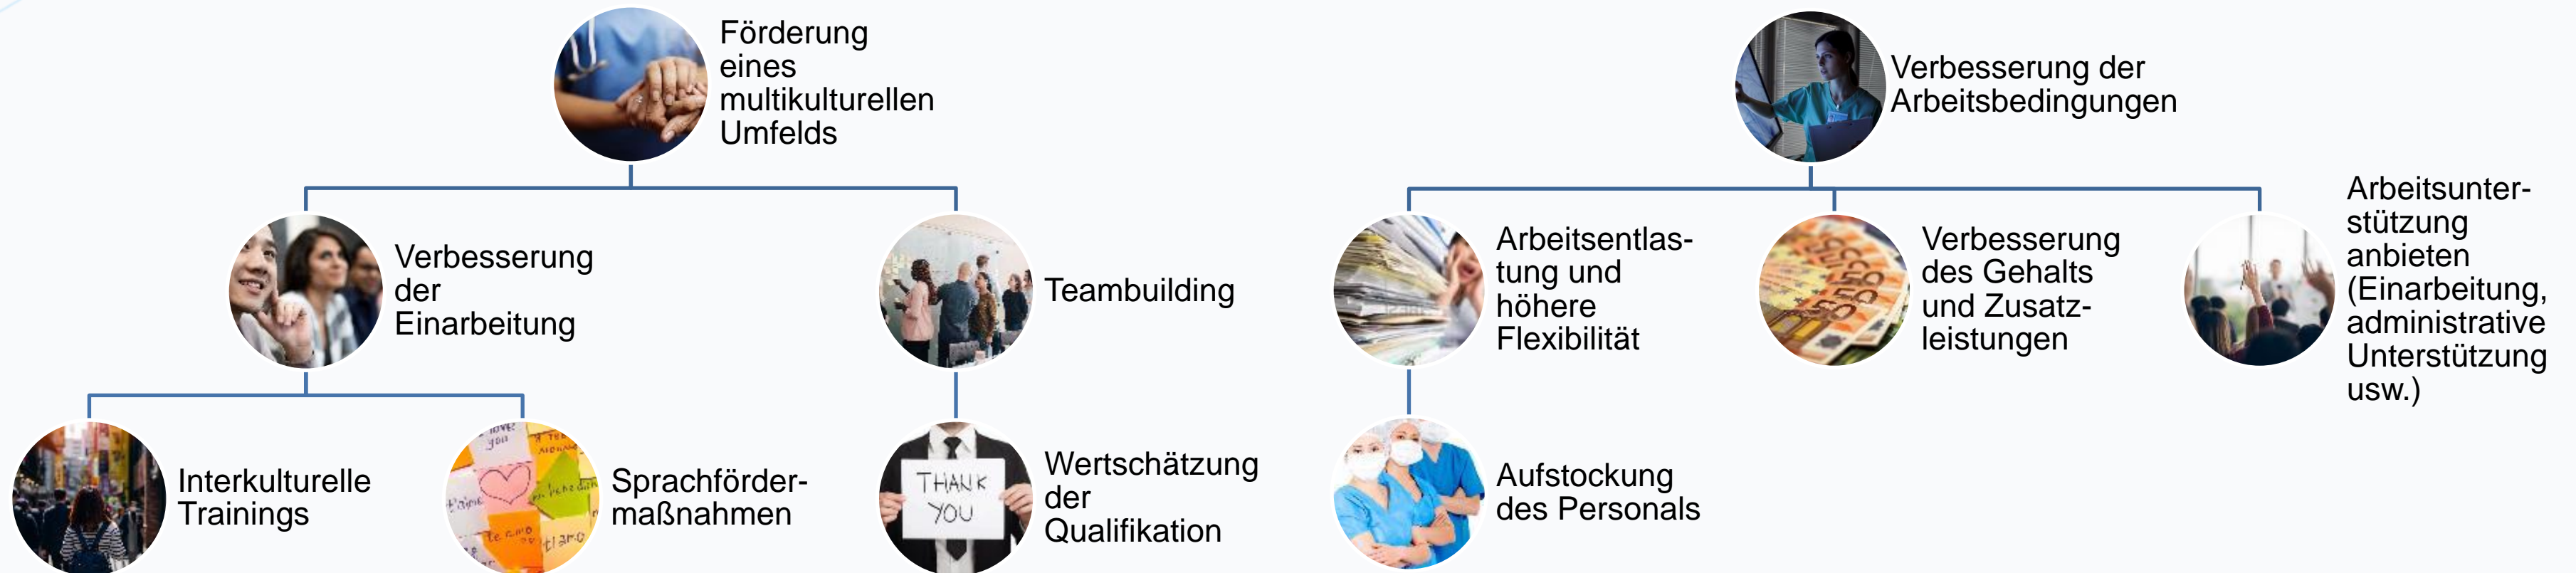 Förderung
eines
multikulturellen
Umfelds
Verbesserung
der
Einarbeitung
Teambuilding
Interkulturelle
Trainings
Sprachförder-
maßnahmen
THANK
YOU
Wertschätzung
der
Qualifikation
Verbesserung der
Arbeitsbedingungen
Arbeitsentlas-
tung und
höhere
Flexibilität
Verbesserung
des Gehalts
und Zusatz-
leistungen
Arbeitsunter-
stützung
anbieten
(Einarbeitung,
administrative
Unterstützung
usw.)
Aufstockung
des Personals